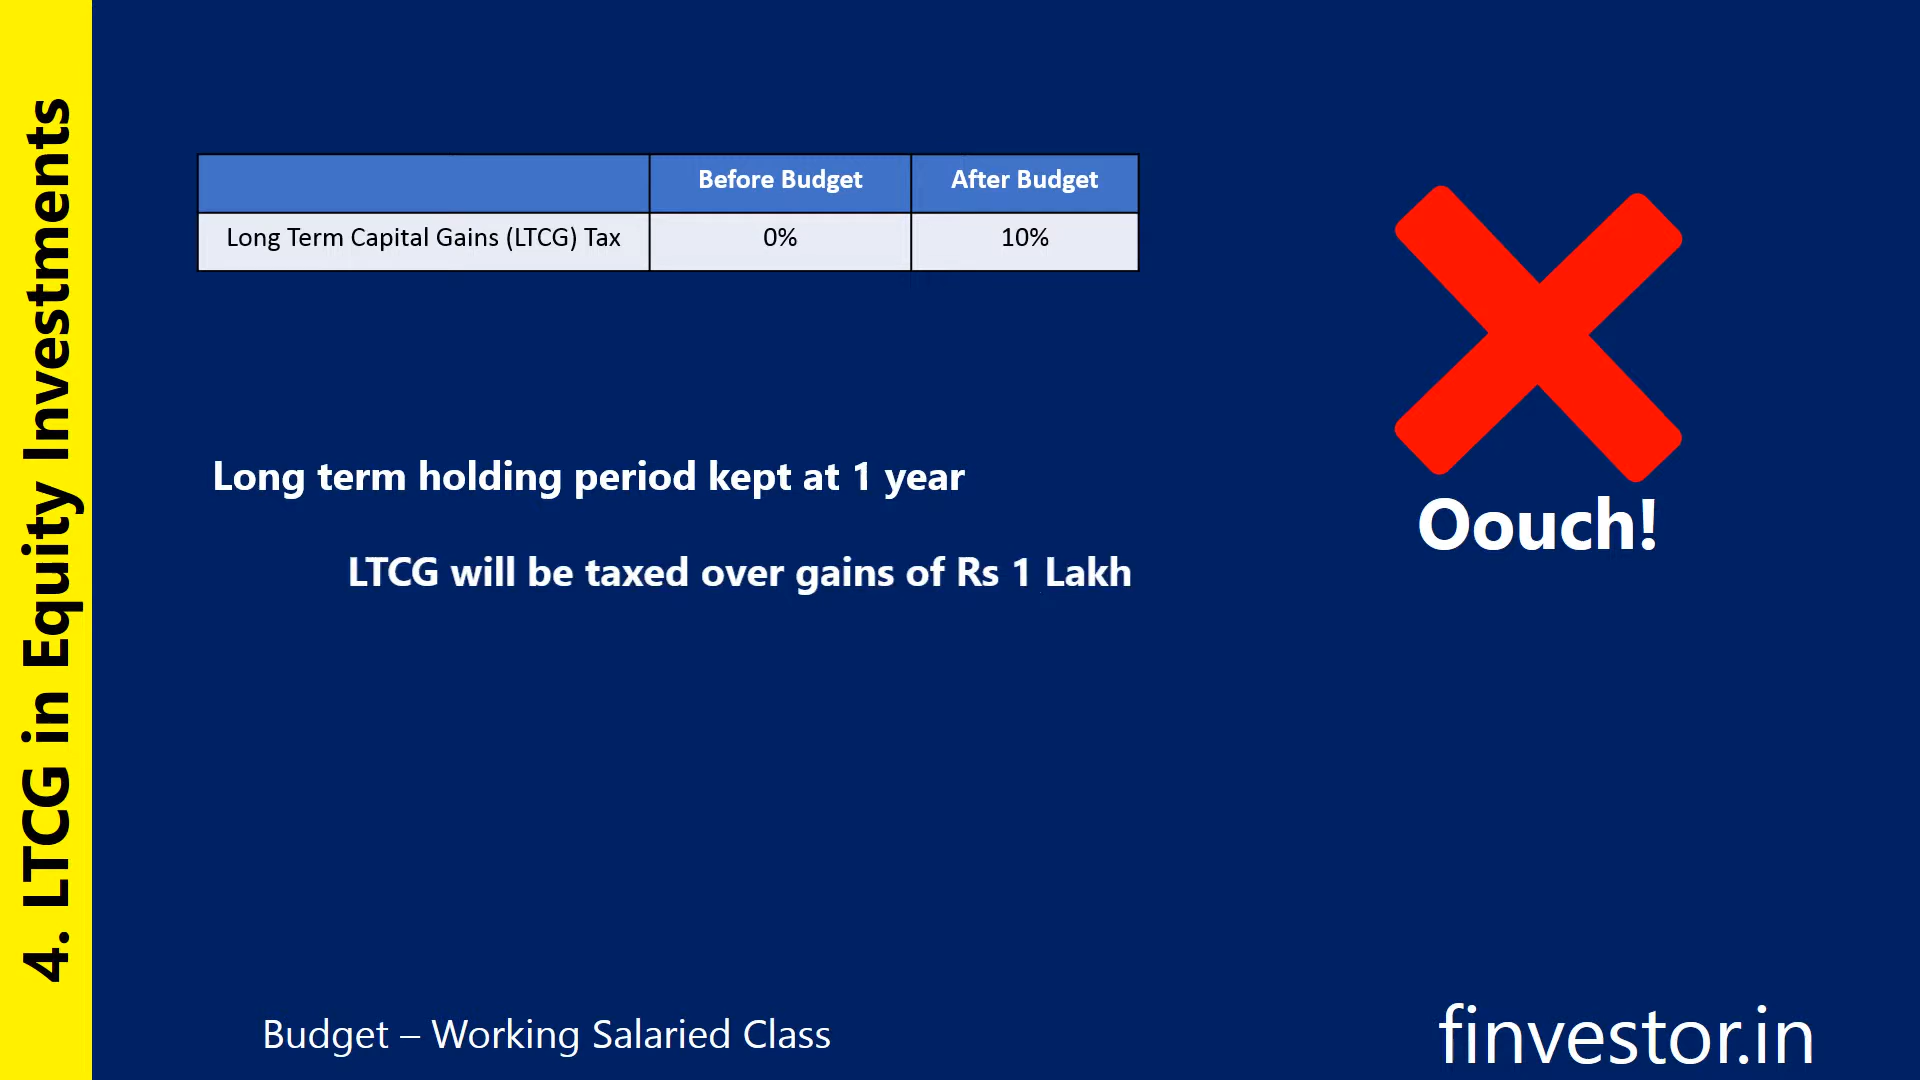 4. LTCG in Equity Investments
Before Budget After Budget
Long Term Capital Gains (LTCG) Tax 0% 10%
Long term holding period kept at 1 year
LTCG will be taxed over gains of Rs 1 Lakh
Oouch!
Budget – Working Salaried Class
finvestor.in